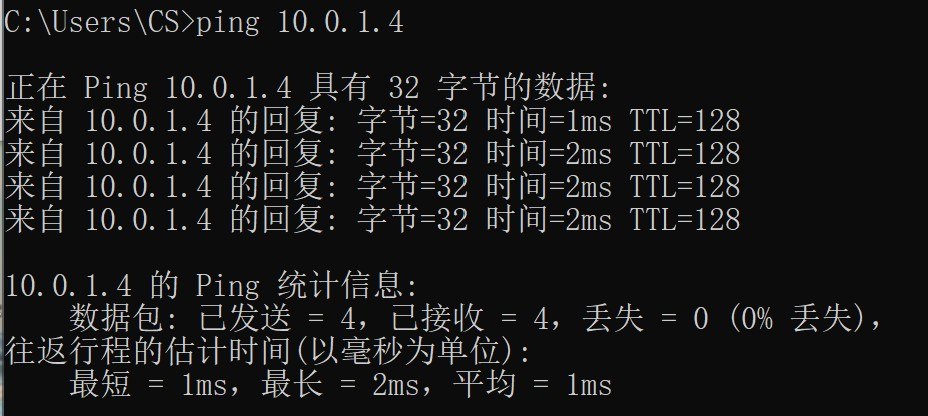 C:\Users\CS>ping 10.0.1.4
正在 Ping 10.0.1.4 具有 32 字节的数据:
来自 10.0.1.4 的回复: 字节=32 时间=1ms TTL=128
来自 10.0.1.4 的回复: 字节=32 时间=2ms TTL=128
来自 10.0.1.4 的回复: 字节=32 时间=2ms TTL=128
来自 10.0.1.4 的回复: 字节=32 时间=2ms TTL=128
10.0.1.4 的 Ping 统计信息:
数据包: 已发送 = 4，已接收 = 4，丢失 = 0 (0% 丢失)，
往返行程的估计时间(以毫秒为单位):
最短 = 1ms，最长 = 2ms，平均 = 1ms